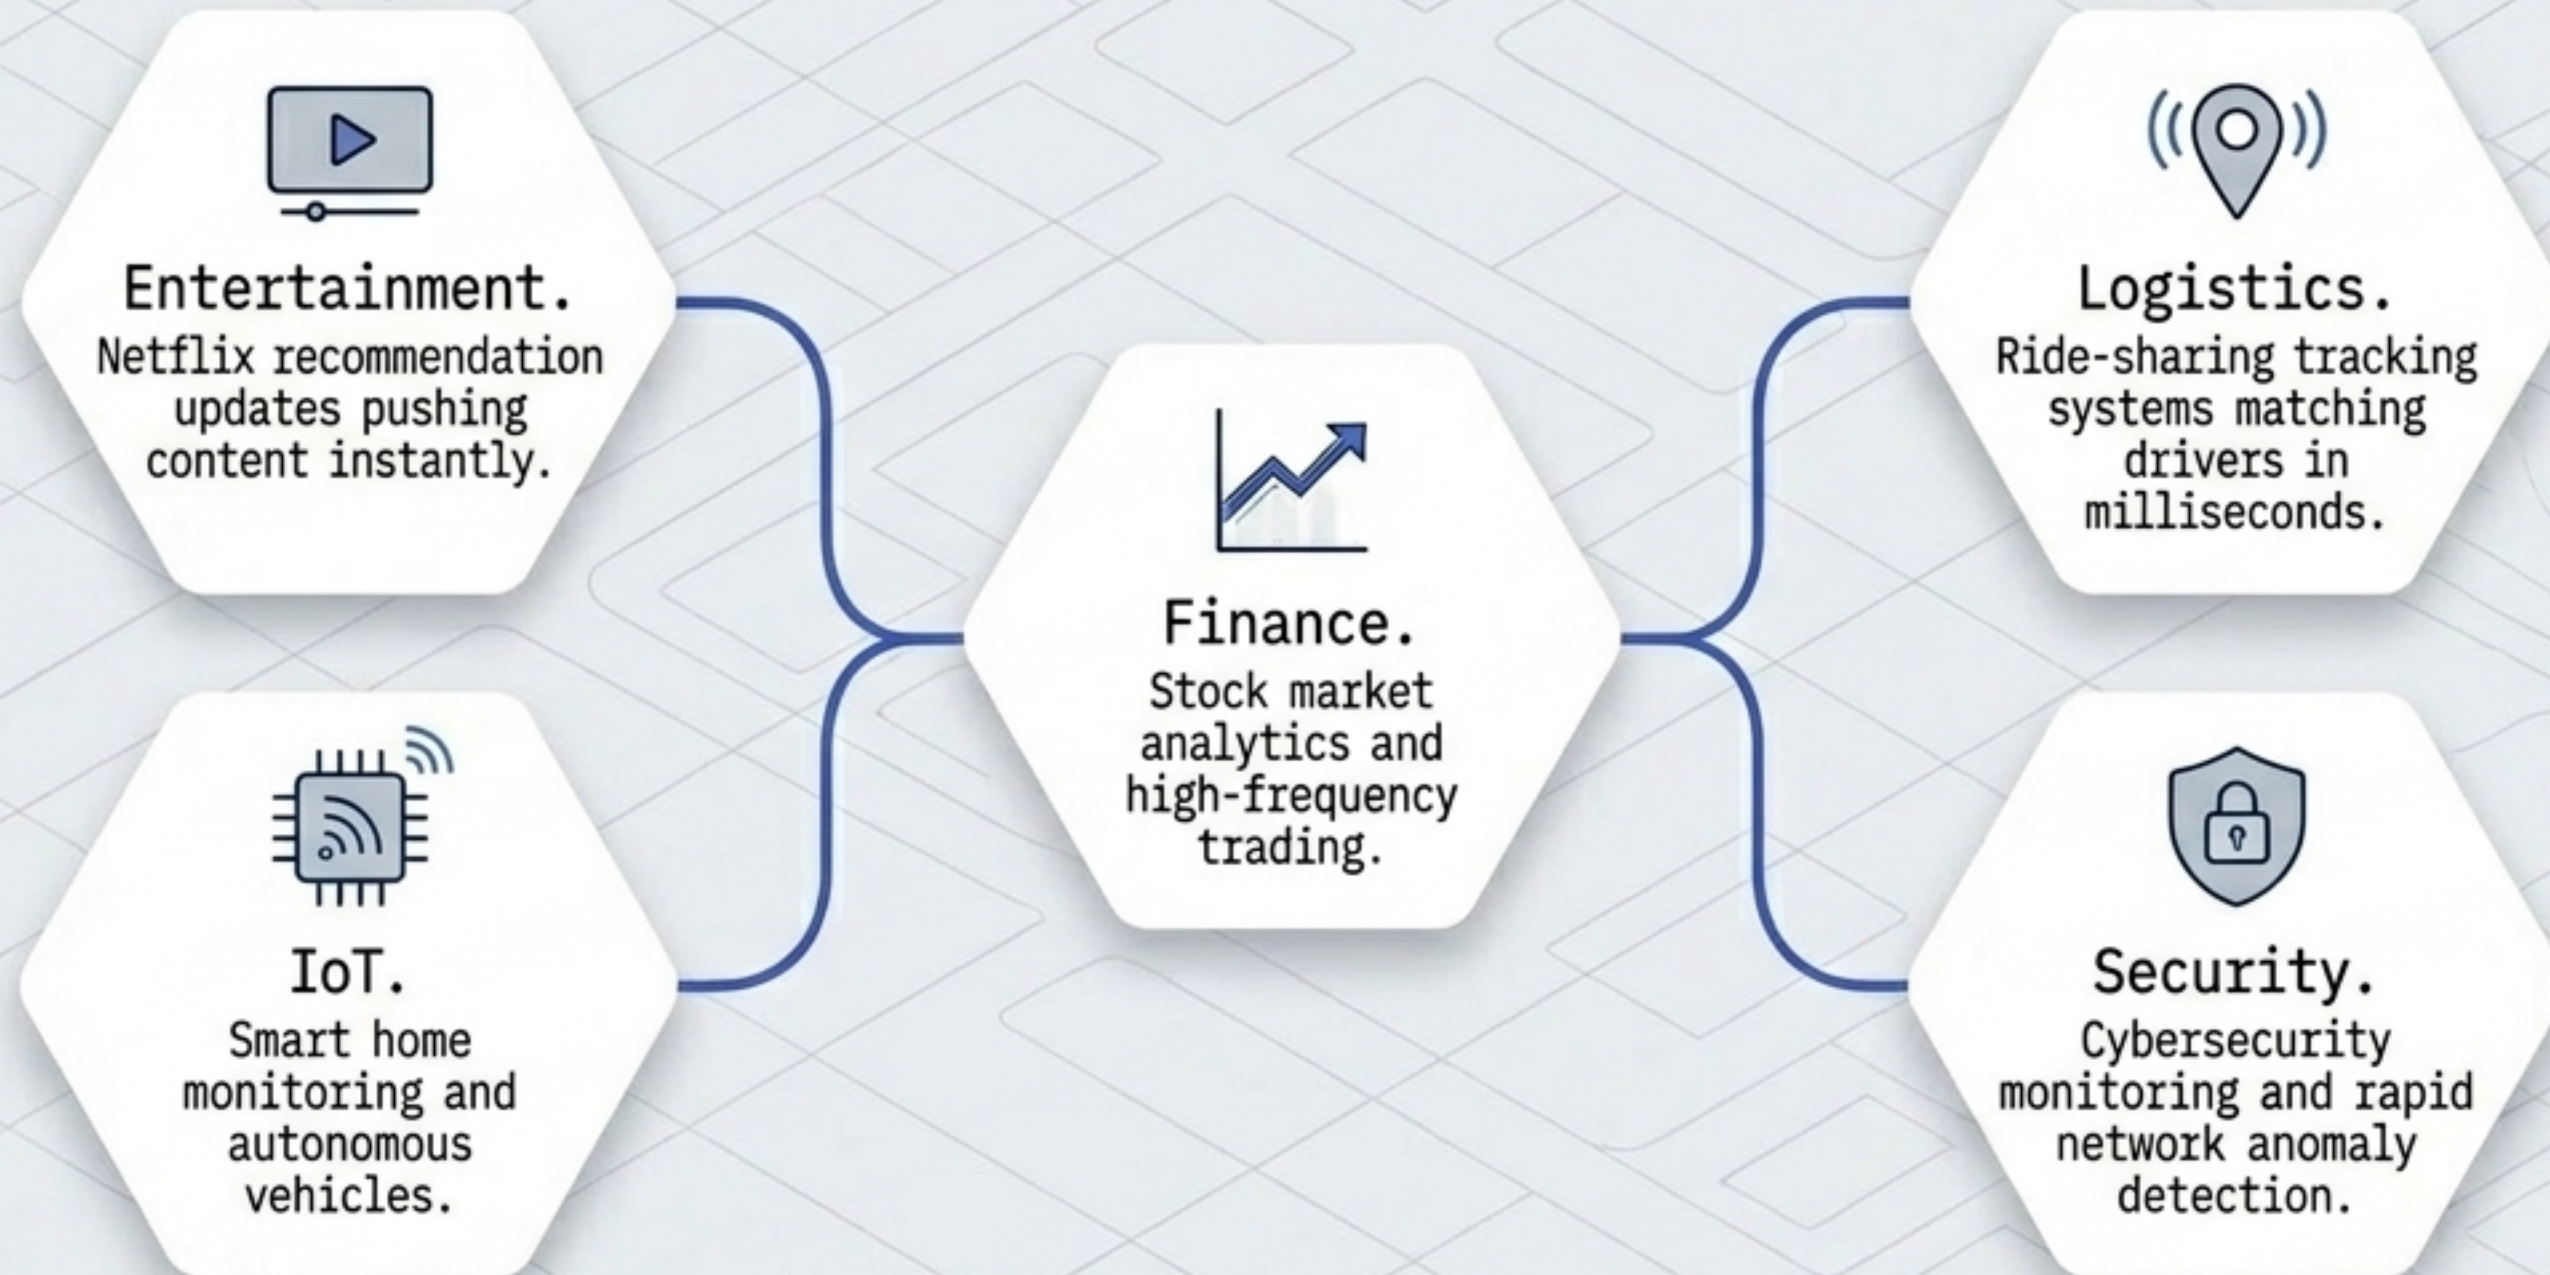 Entertainment.
Netflix recommendation
updates pushing
content instantly.
IoT.
Smart home
monitoring and
autonomous
vehicles.
Finance.
Stock market
analytics and
high-frequency
trading.
Logistics.
Ride-sharing tracking
systems matching
drivers in
milliseconds.
Security.
Cybersecurity
monitoring and rapid
network anomaly
detection.